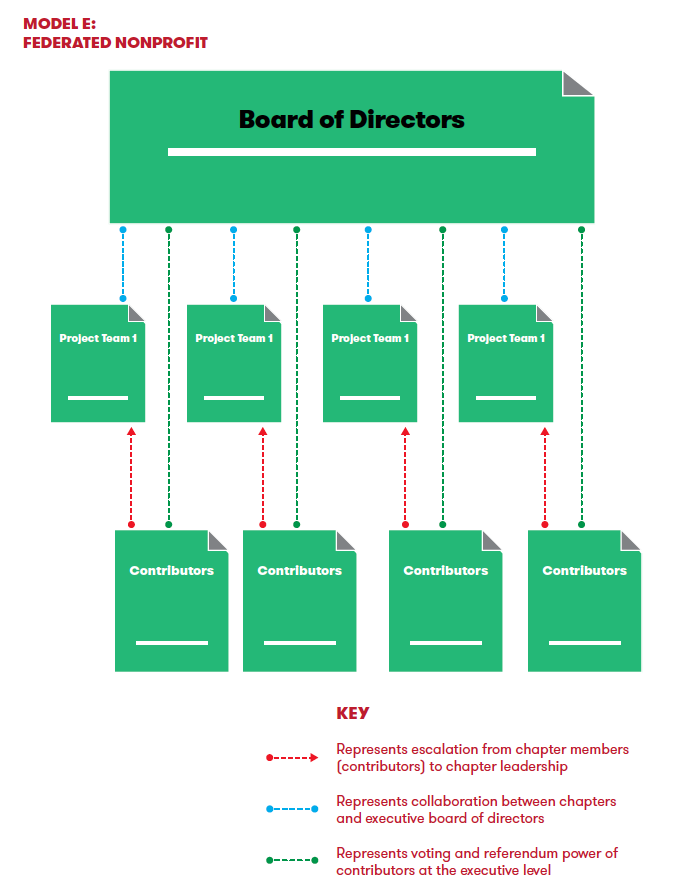 MODEL E:
FEDERATED NONPROFIT
Board of Directors
Project Team 1
Project Team 1
Project Team 1
Project Team 1
Contributors
Contributors
Contributors
Contributors
KEY
Represents escalation from chapter members
(contributors) to chapter leadership
Represents collaboration between chapters
and executive board of directors
Represents voting and referendum power of
contributors at the executive level